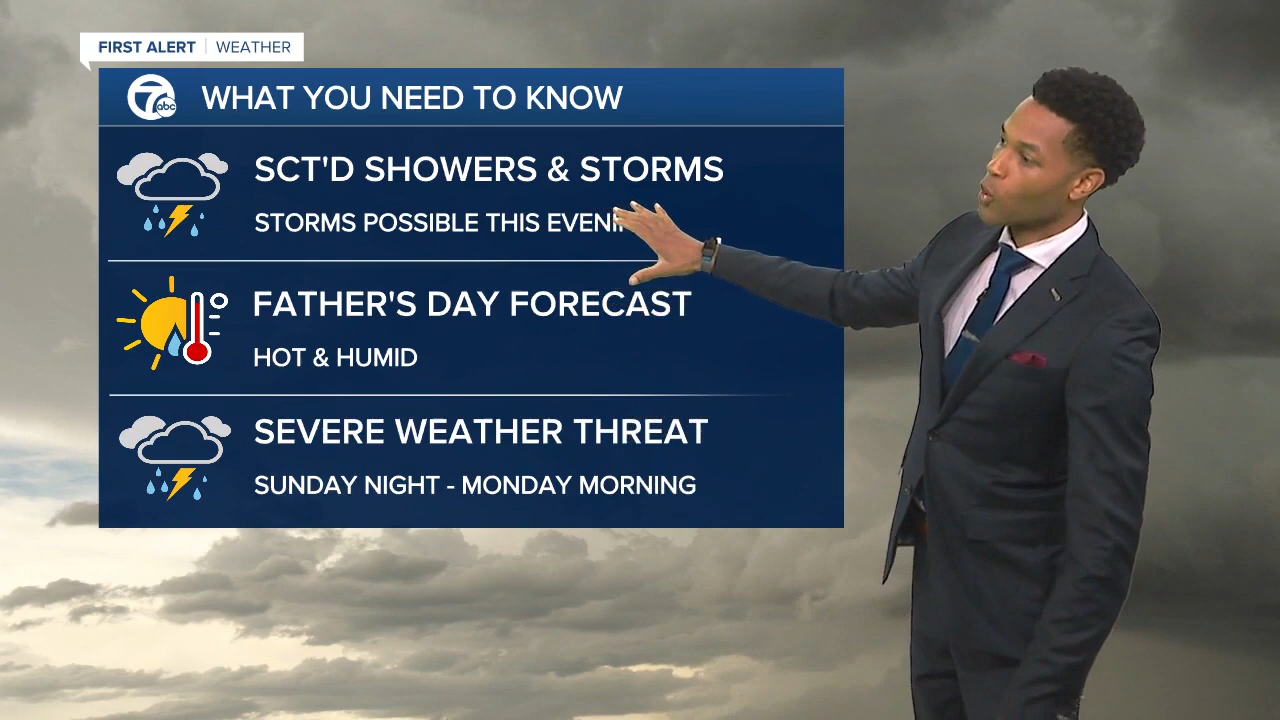 FIRST ALERT | WEATHER
7 abc WHAT YOU NEED TO KNOW
SCT'D SHOWERS & STORMS
STORMS POSSIBLE THIS
FATHER'S DAY FORECAST
HOT & HUMID
SEVERE WEATHER THREAT
SUNDAY NIGHT - MONDAY MORNING